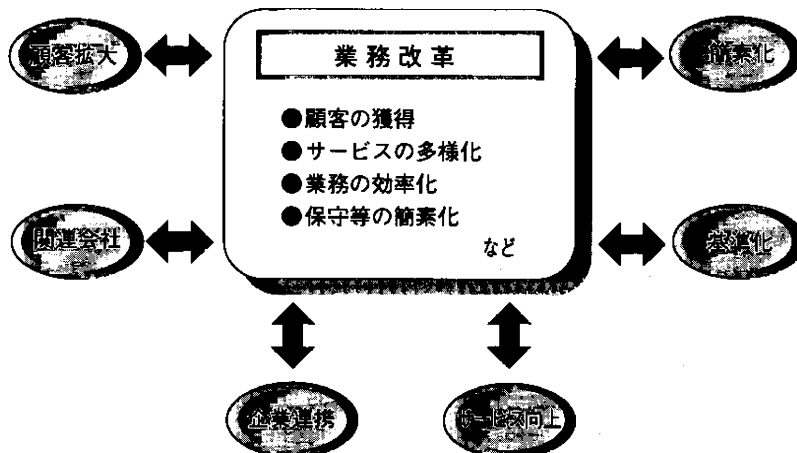 顧客拡大
業務改革
簡素化
●顧客の獲得
●サービスの多様化
●業務の効率化
●保守等の簡素化
など
関連会社
基準化
企業連携
サービス向上